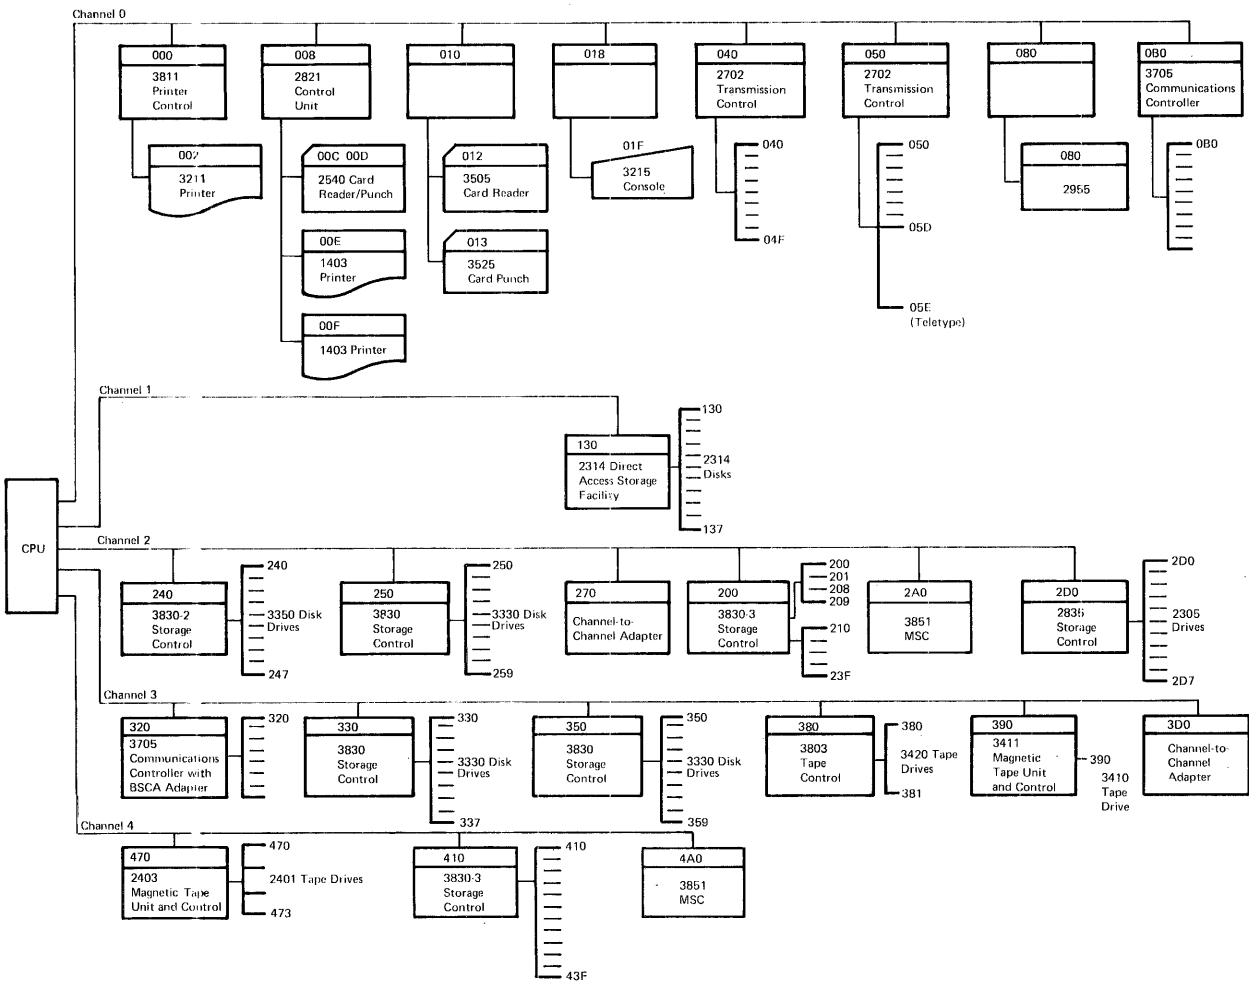 Channel 0
000
3811
Printer
Control
002
3211
Printer
008
2821
Control
Unit
00C 00D
2540 Card
Reader/Punch
00E
1403
Printer
00F
1403 Printer
010
012
3505
Card Reader
013
3525
Card Punch
018
01F
3215
Console
040
2702
Transmission
Control
040
04F
050
2702
Transmission
Control
050
05D
05E
(Teletype)
080
080
2955
0B0
3705
Communications
Controller
0B0
Channel 1
130
2314 Direct
Access Storage
Facility
130
2314
Disks
137
CPU
Channel 2
240
3830-2
Storage
Control
240
3350 Disk
Drives
247
250
3830
Storage
Control
250
3330 Disk
Drives
259
270
Channel-to-
Channel Adapter
200
3830-3
Storage
Control
200
201
208
209
210
23F
2A0
3851
MSC
2D0
2835
Storage
Control
2D0
2305
Drives
2D7
Channel 3
320
3705
Communications
Controller with
BSCA Adapter
320
330
3830
Storage
Control
330
3330 Disk
Drives
337
350
3830
Storage
Control
350
3330 Disk
Drives
359
380
3803
Tape
Control
380
3420 Tape
Drives
381
390
3411
Magnetic
Tape Unit
and Control
390
3410
Tape
Drive
3D0
Channel-to-
Channel
Adapter
Channel 4
470
2403
Magnetic Tape
Unit and Control
470
2401 Tape Drives
473
410
3830-3
Storage
Control
410
43F
4A0
3851
MSC